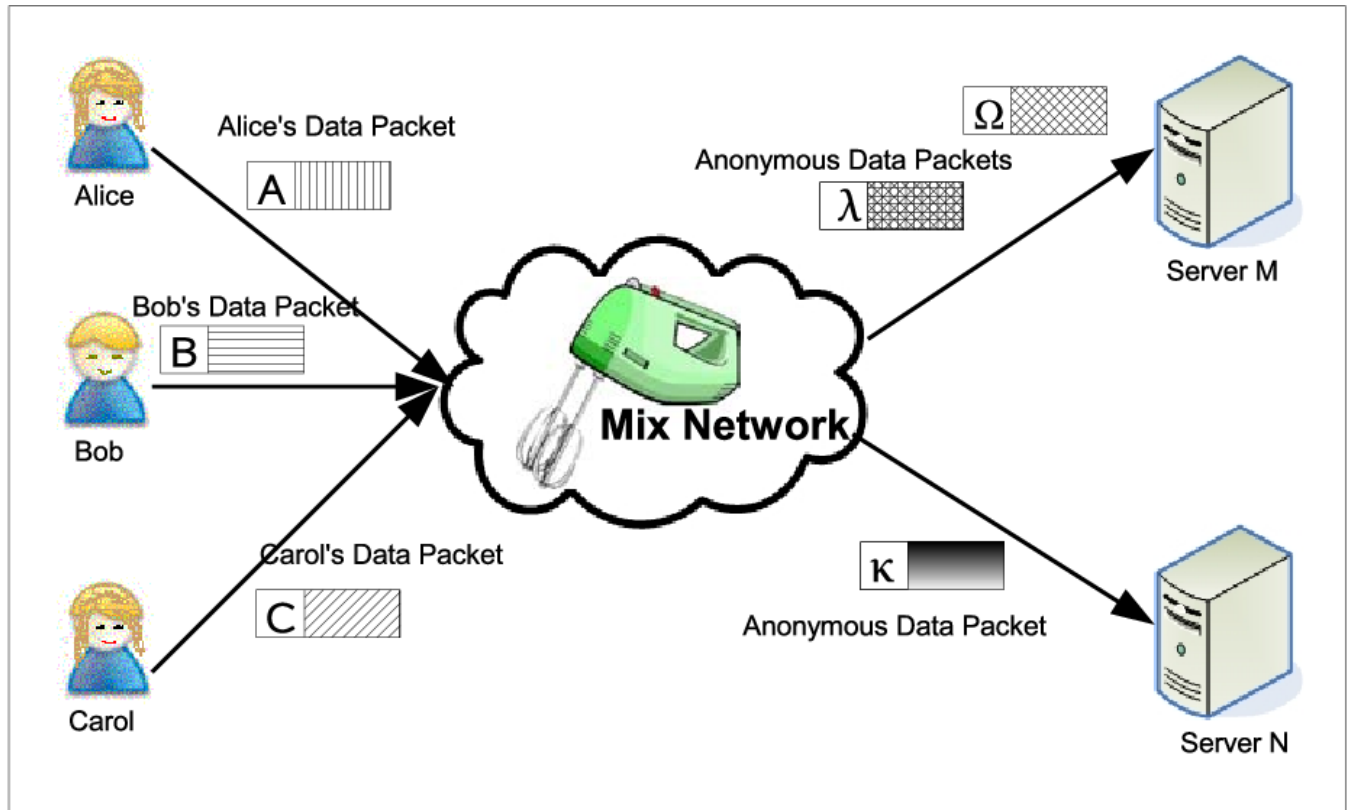 Alice's Data Packet
A
Alice
Bob's Data Packet
B
Bob
Carol's Data Packet
C
Carol
Mix Network
Ω
Anonymous Data Packets
λ
Server M
κ
Anonymous Data Packet
Server N